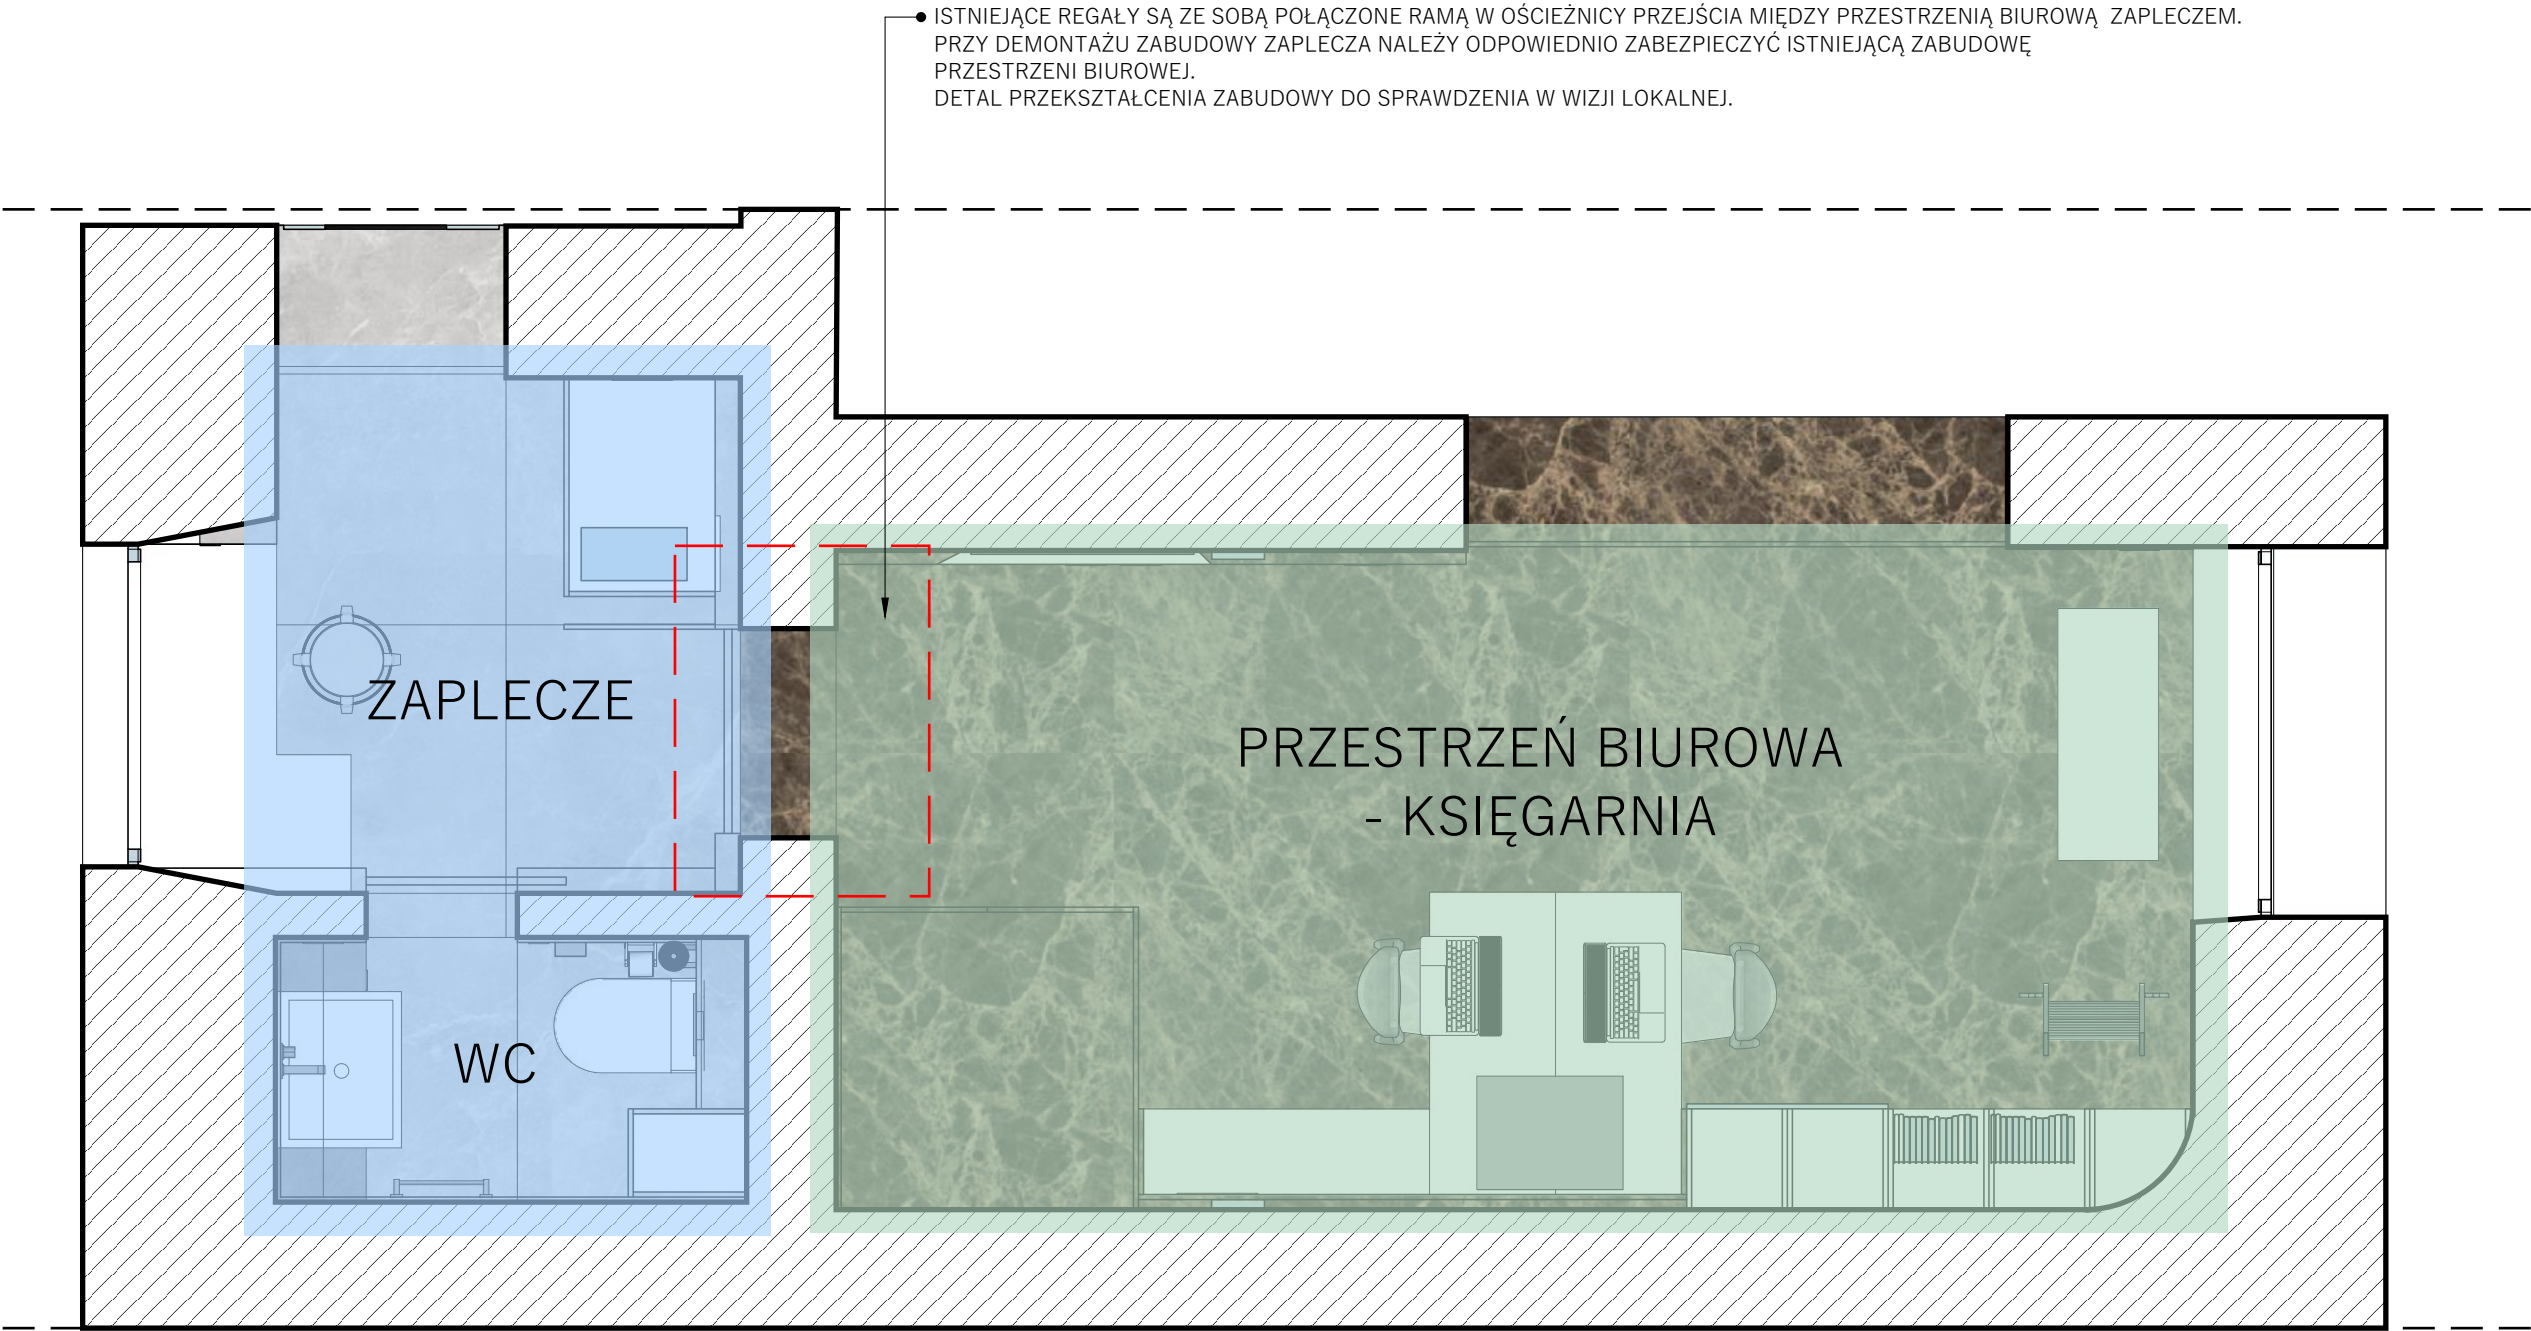 ISTNIEJĄCE REGAŁY SĄ ZE SOBĄ POŁĄCZONE RAMĄ W OŚCIEŻNICY PRZEJŚCIA MIĘDZY PRZESTRZENIĄ BIUROWĄ ZAPLECZEM.
PRZY DEMONTAŻU ZABUDOWY ZAPLECZA NALEŻY ODPOWIEDNIO ZABEZPIECZYĆ ISTNIEJĄCĄ ZABUDOWĘ
PRZESTRZENI BIUROWEJ.
DETAL PRZEKSZTAŁCENIA ZABUDOWY DO SPRAWDZENIA W WIZJI LOKALNEJ.
ZAPLECZE
PRZESTRZEŃ BIUROWA
- KSIĘGARNIA
WC